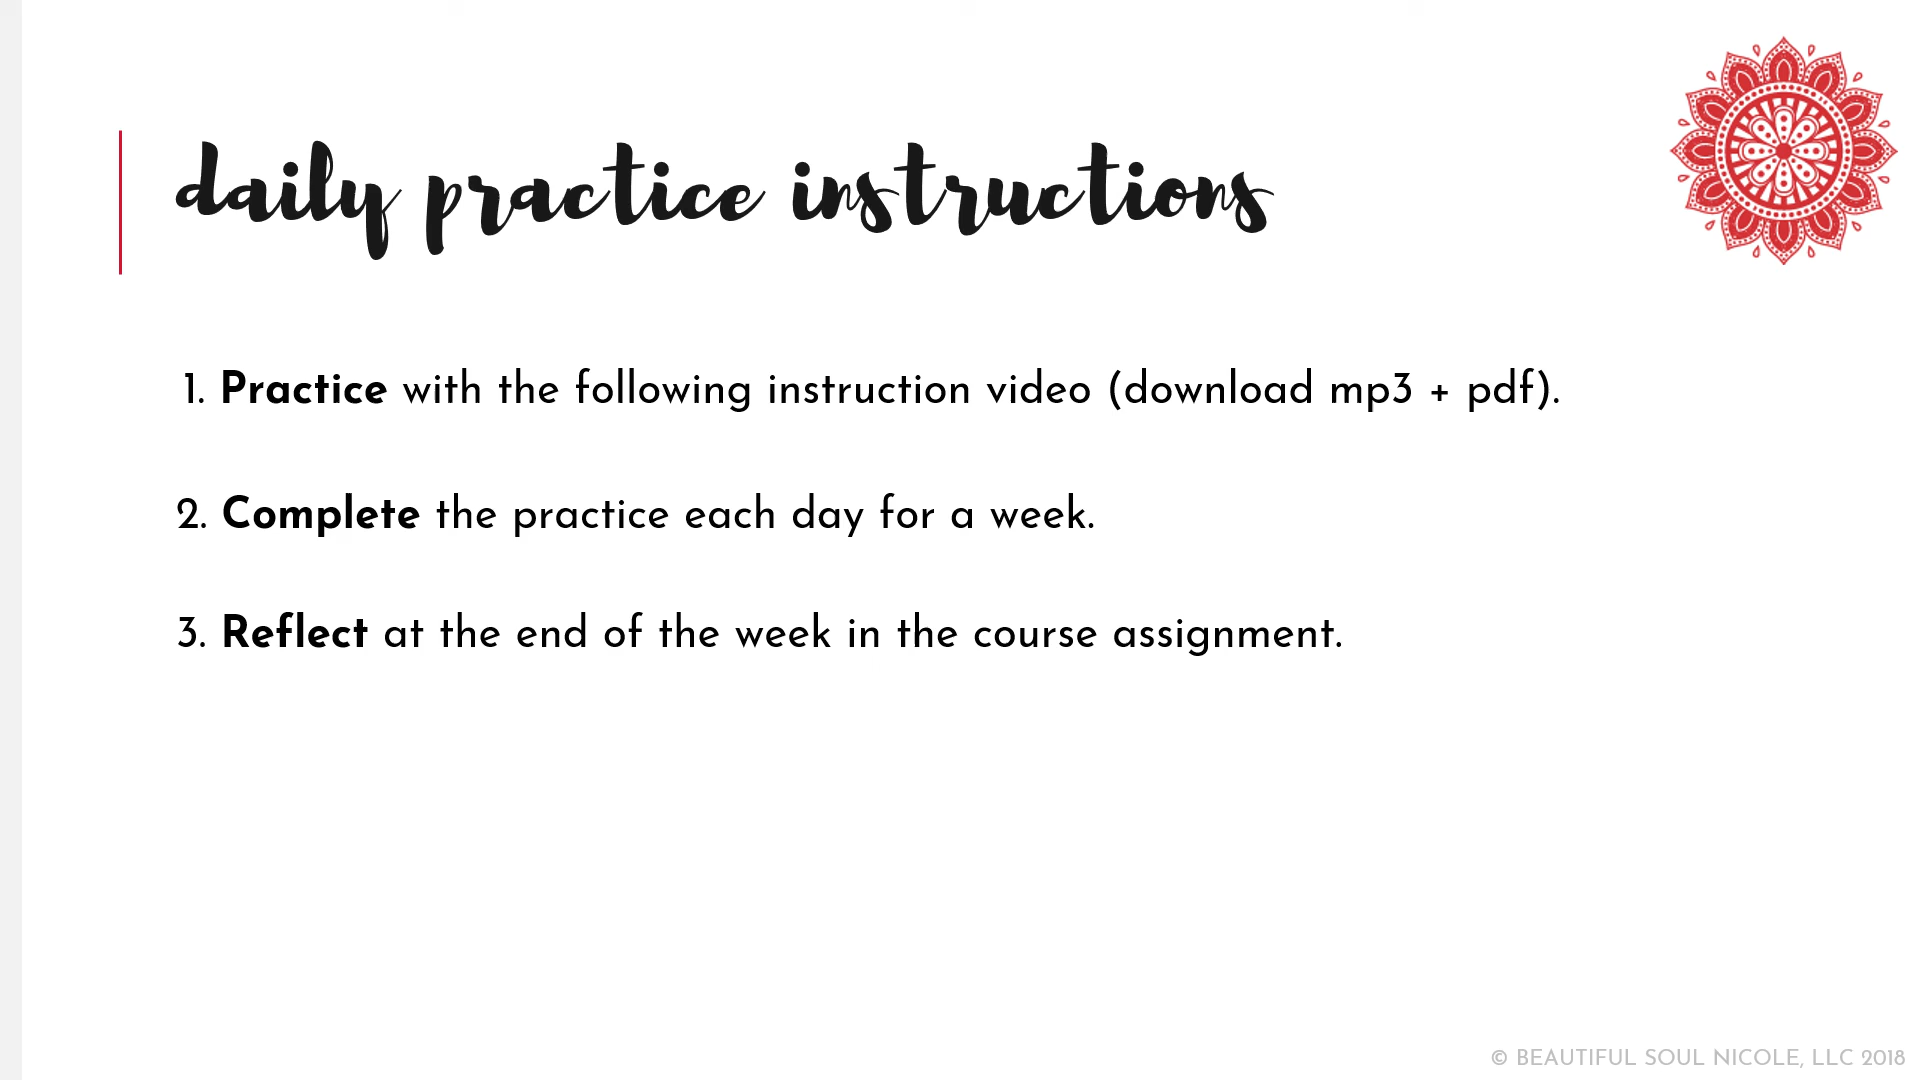 daily practice instructions
1. Practice with the following instruction video (download mp3 + pdf).
2. Complete the practice each day for a week.
3. Reflect at the end of the week in the course assignment.
© BEAUTIFUL SOUL NICOLE, LLC 2018